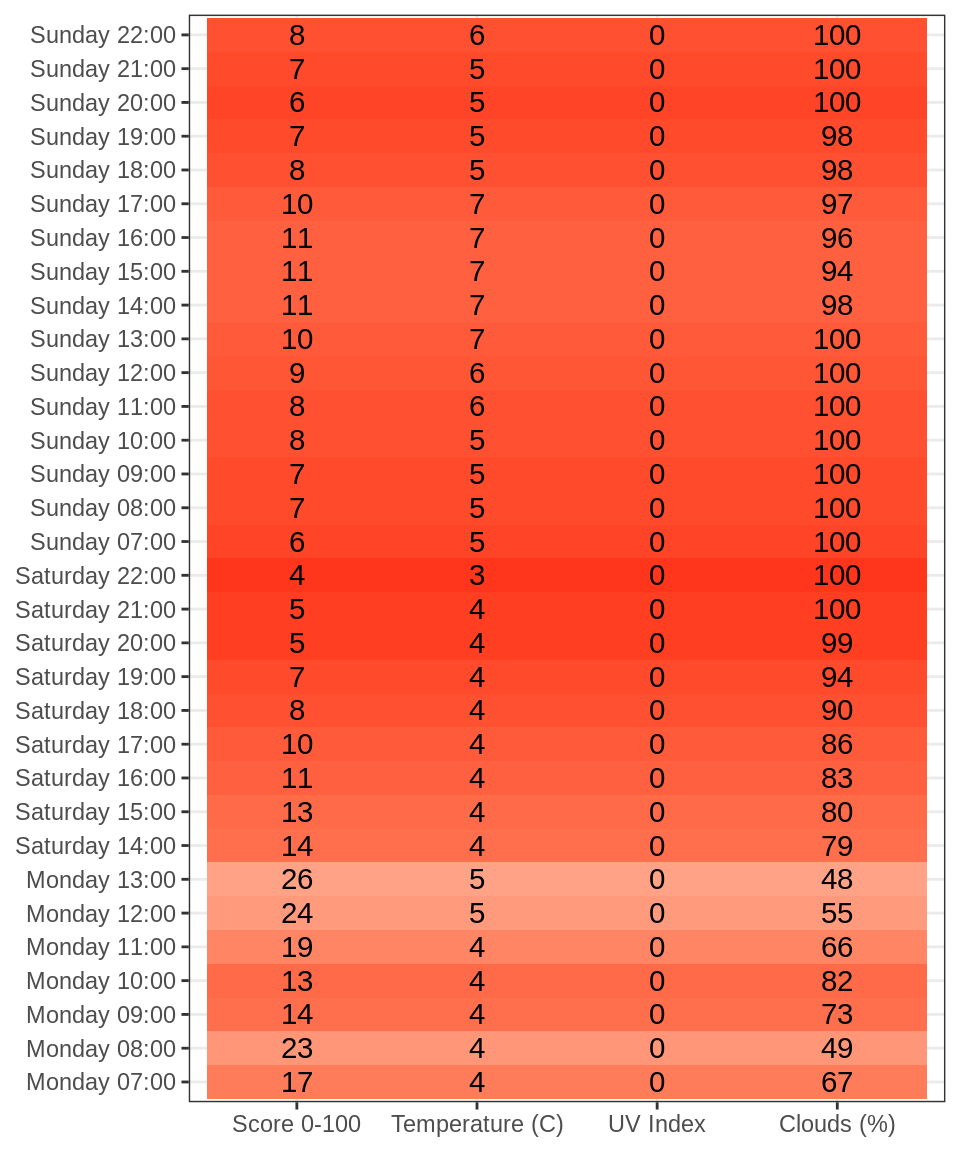 Sunday 22:00 8 6 0 100
Sunday 21:00 7 5 0 100
Sunday 20:00 6 5 0 100
Sunday 19:00 7 5 0 98
Sunday 18:00 8 5 0 98
Sunday 17:00 10 7 0 97
Sunday 16:00 11 7 0 96
Sunday 15:00 11 7 0 94
Sunday 14:00 11 7 0 98
Sunday 13:00 10 7 0 100
Sunday 12:00 9 6 0 100
Sunday 11:00 8 6 0 100
Sunday 10:00 8 5 0 100
Sunday 09:00 7 5 0 100
Sunday 08:00 7 5 0 100
Sunday 07:00 6 5 0 100
Saturday 22:00 4 3 0 100
Saturday 21:00 5 4 0 100
Saturday 20:00 5 4 0 99
Saturday 19:00 7 4 0 94
Saturday 18:00 8 4 0 90
Saturday 17:00 10 4 0 86
Saturday 16:00 11 4 0 83
Saturday 15:00 13 4 0 80
Saturday 14:00 14 4 0 79
Monday 13:00 26 5 0 48
Monday 12:00 24 5 0 55
Monday 11:00 19 4 0 66
Monday 10:00 13 4 0 82
Monday 09:00 14 4 0 73
Monday 08:00 23 4 0 49
Monday 07:00 17 4 0 67
Score 0-100 Temperature (C) UV Index Clouds (%)